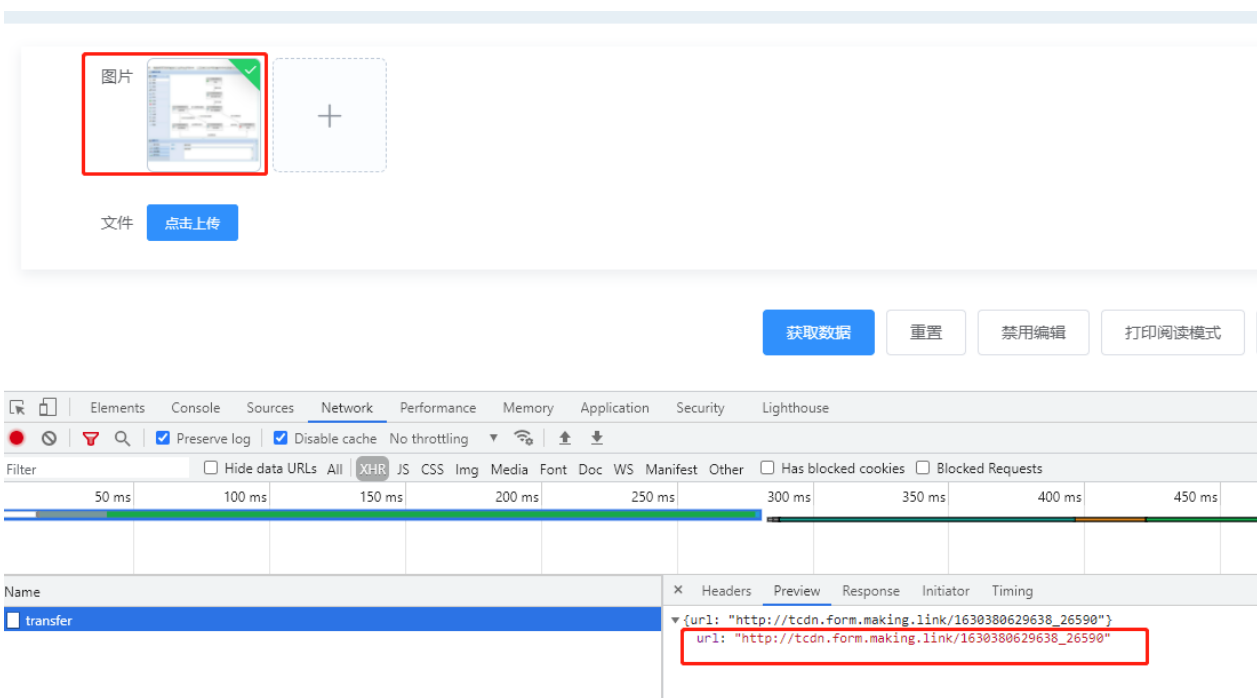 图片
文件 点击上传
获取数据 重置 禁用编辑 打印阅读模式
Elements Console Sources Network Performance Memory Application Security Lighthouse
Preserve log Disable cache No throttling
Filter Hide data URLs All XHR JS CSS Img Media Font Doc WS Manifest Other Has blocked cookies Blocked Requests
50 ms 100 ms 150 ms 200 ms 250 ms 300 ms 350 ms 400 ms 450 ms
Name × Headers Preview Response Initiator Timing
transfer ▼{url: "http://tcdn.form.making.link/1630380629638_26590"}
url: "http://tcdn.form.making.link/1630380629638_26590"